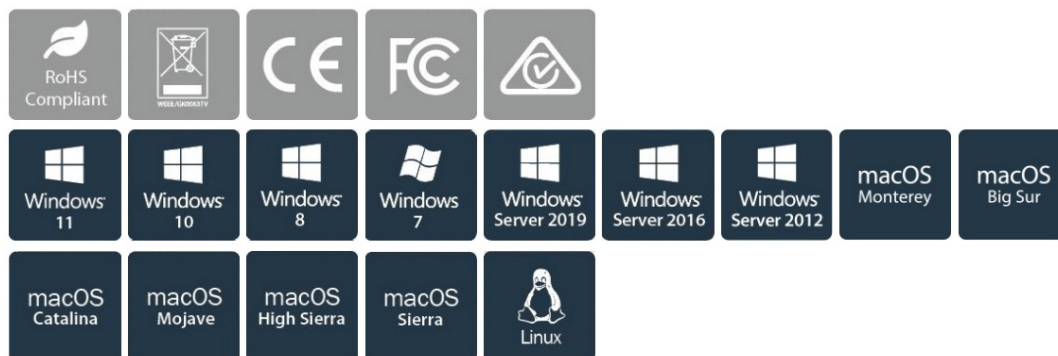 RoHS
Compliant
WEEE/GK0083TV
CE
FC
Windows
11
Windows
10
Windows
8
Windows
7
Windows
Server 2019
Windows
Server 2016
Windows
Server 2012
macOS
Monterey
macOS
Big Sur
macOS
Catalina
macOS
Mojave
macOS
High Sierra
macOS
Sierra
Linux